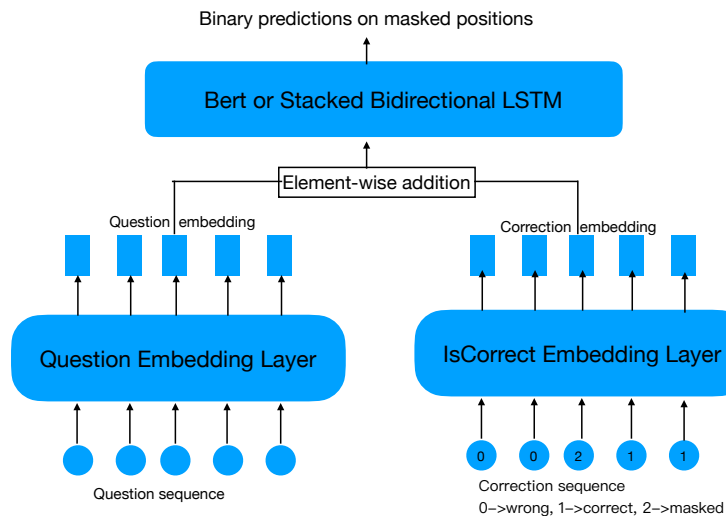 Binary predictions on masked positions
Bert or Stacked Bidirectional LSTM
Element-wise addition
Question embedding
Correction embedding
Question Embedding Layer
IsCorrect Embedding Layer
0 0 2 1 1
Question sequence
Correction sequence
0->wrong, 1->correct, 2->masked